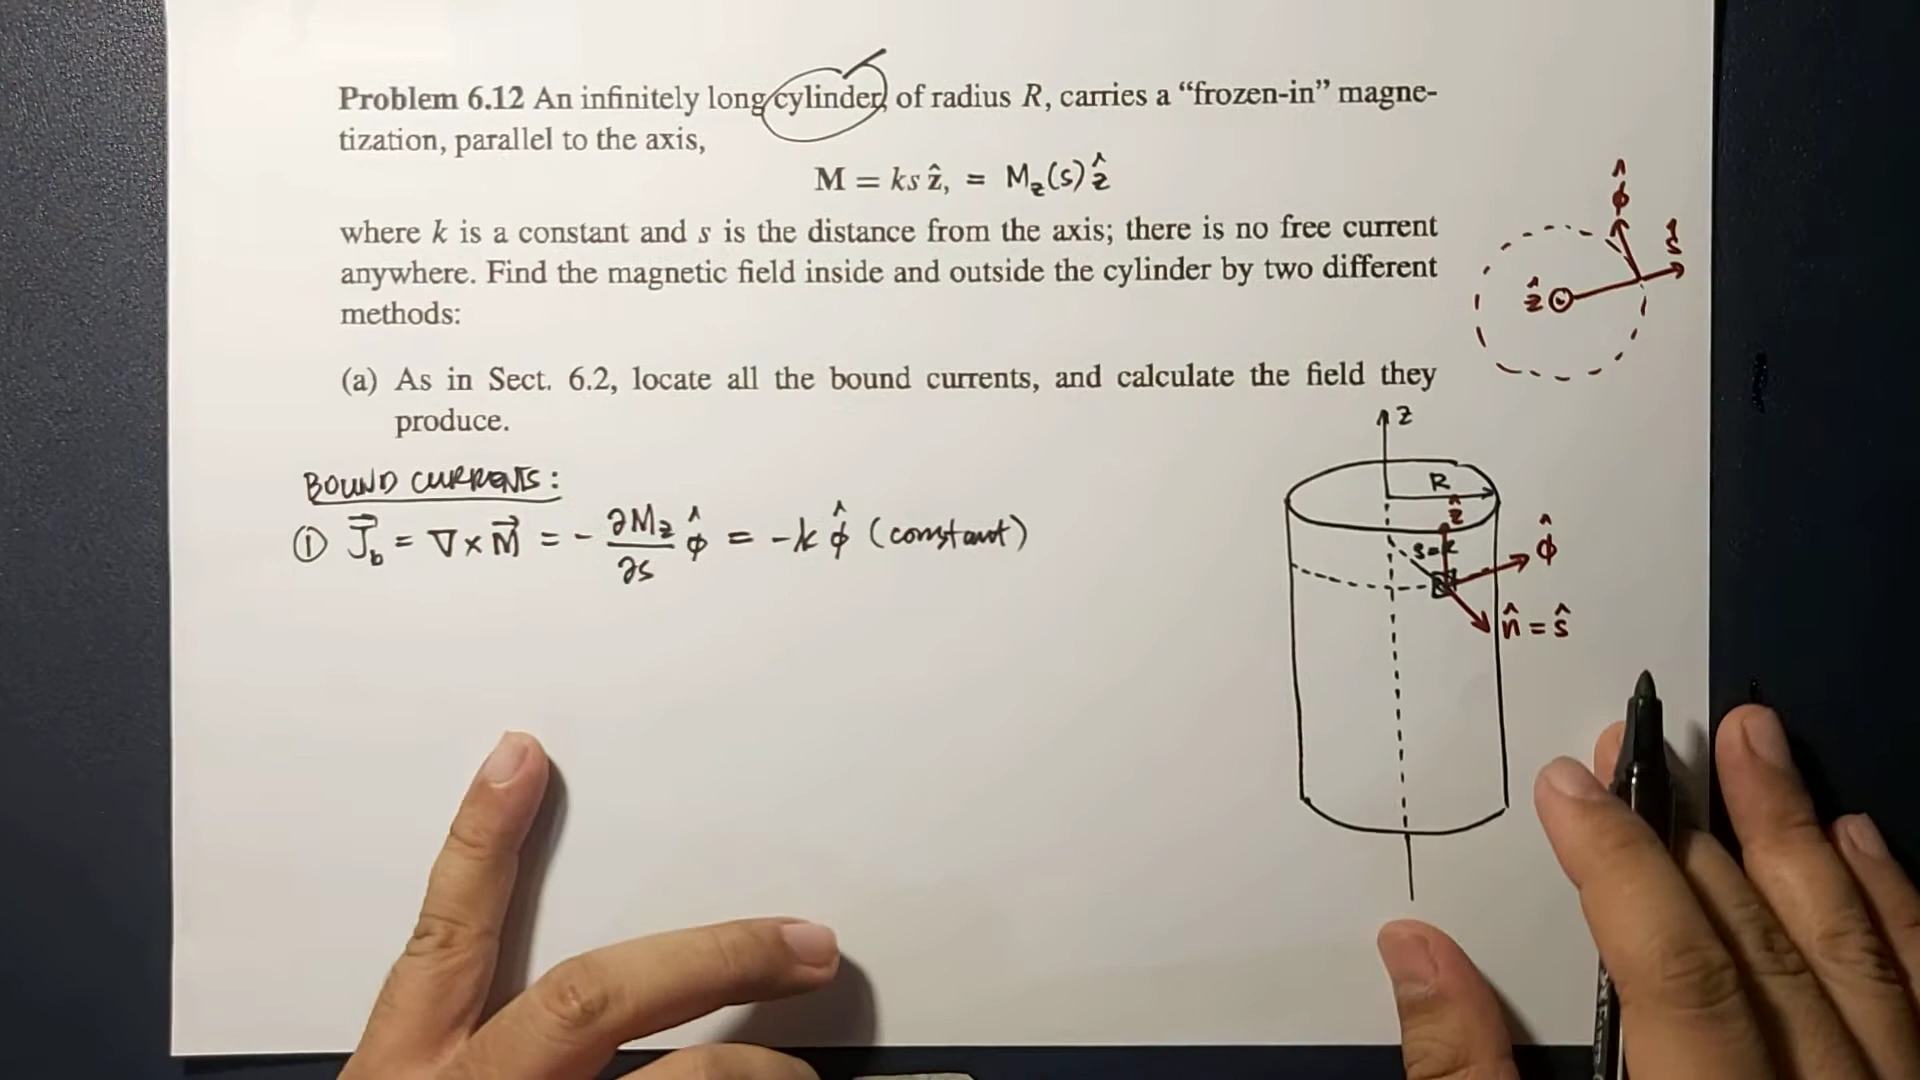 Problem 6.12 An infinitely long cylinder, of radius R, carries a “frozen-in” magne-
tization, parallel to the axis,
M = ks ẑ, = M_z(s) ẑ
where k is a constant and s is the distance from the axis; there is no free current
anywhere. Find the magnetic field inside and outside the cylinder by two different
methods:
(a) As in Sect. 6.2, locate all the bound currents, and calculate the field they
produce.
BOUND CURRENTS:
① J⃗_b = ∇ × M⃗ = - ∂M_z/∂s φ̂ = -k φ̂ (constant)
φ̂
ŝ
ẑ
z
R
ẑ
s=R
φ̂
n̂ = ŝ